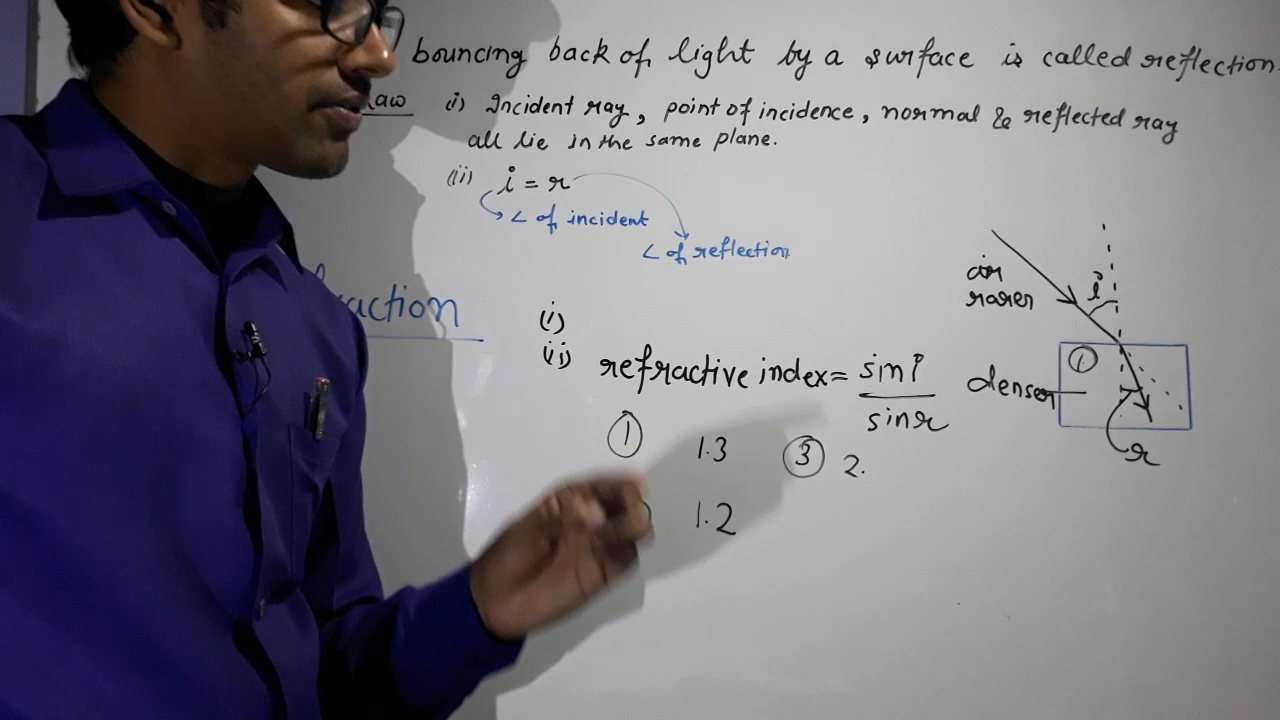 bouncing back of light by a surface is called reflection.
Law (i) Incident ray, point of incidence, normal & reflected ray
all lie in the same plane.
(ii) i = r
∠ of incident
∠ of reflection
action
(i)
(ii) refractive index = sin i / sin r
① 1.3 ③ 2.
1.2
air
rarer
i
①
denser
r